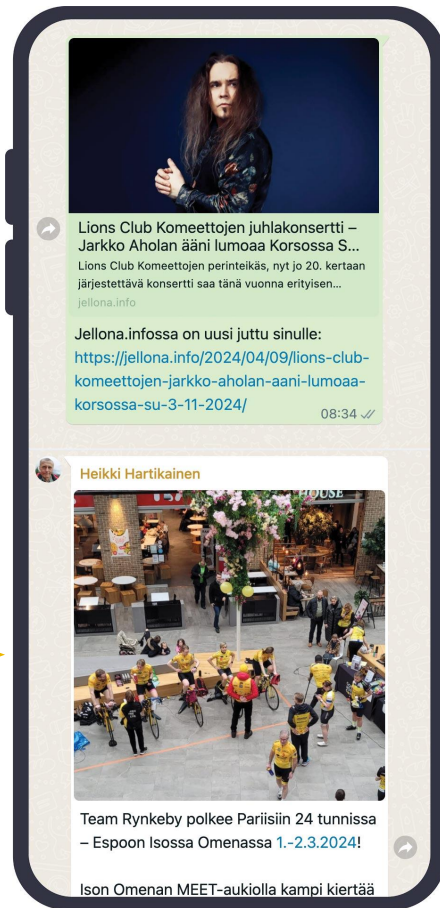 Lions Club Komeettojen juhlakonsertti –
Jarkko Aholan ääni lumoaa Korsossa S...
Lions Club Komeettojen perinteikäs, nyt jo 20. kertaan
järjestettävä konsertti saa tänä vuonna erityisen...
jellona.info
Jellona.infossa on uusi juttu sinulle:
https://jellona.info/2024/04/09/lions-club-
komeettojen-jarkko-aholan-aani-lumoaa-
korsossa-su-3-11-2024/
08:34
Heikki Hartikainen
HOUSE
Team Rynkeby polkee Pariisiin 24 tunnissa
– Espoon Isossa Omenassa 1.-2.3.2024!
Ison Omenan MEET-aukiolla kampi kiertää